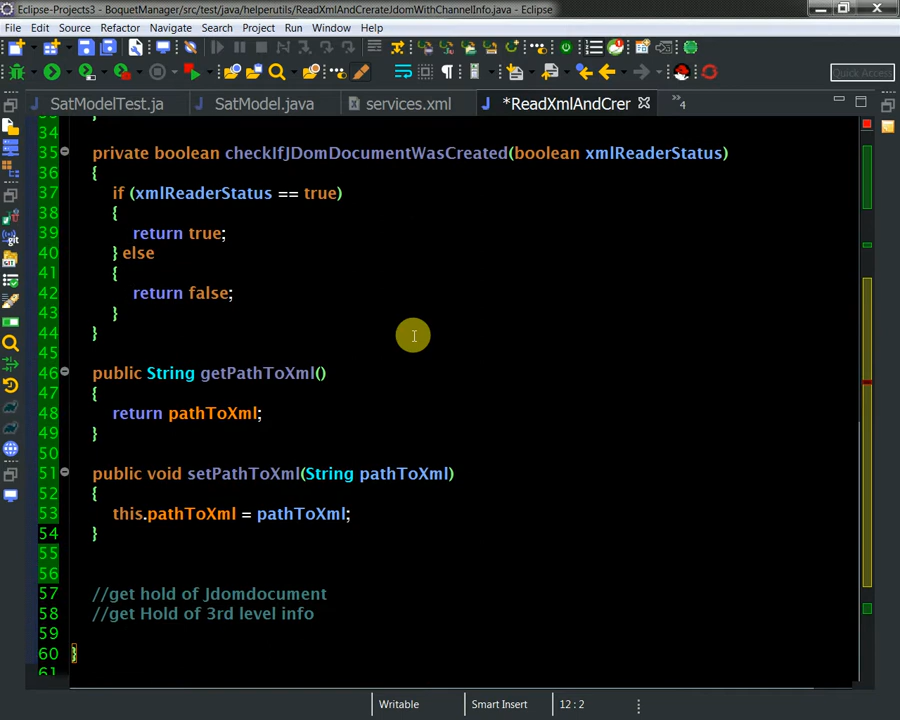 Eclipse-Projects3 - BoquetManager/src/test/java/helperutils/ReadXmlAndCrerateJdomWithChannelInfo.java - Eclipse
File Edit Source Refactor Navigate Search Project Run Window Help
Quick Access
SatModelTest.ja SatModel.java services.xml *ReadXmlAndCrer »4
34
35 private boolean checkIfJDomDocumentWasCreated(boolean xmlReaderStatus)
36 {
37 if (xmlReaderStatus == true)
38 {
39 return true;
40 } else
41 {
42 return false;
43 }
44 }
45
46 public String getPathToXml()
47 {
48 return pathToXml;
49 }
50
51 public void setPathToXml(String pathToXml)
52 {
53 this.pathToXml = pathToXml;
54 }
55
56
57 //get hold of Jdomdocument
58 //get Hold of 3rd level info
59
60 }
61
Writable Smart Insert 12 : 2